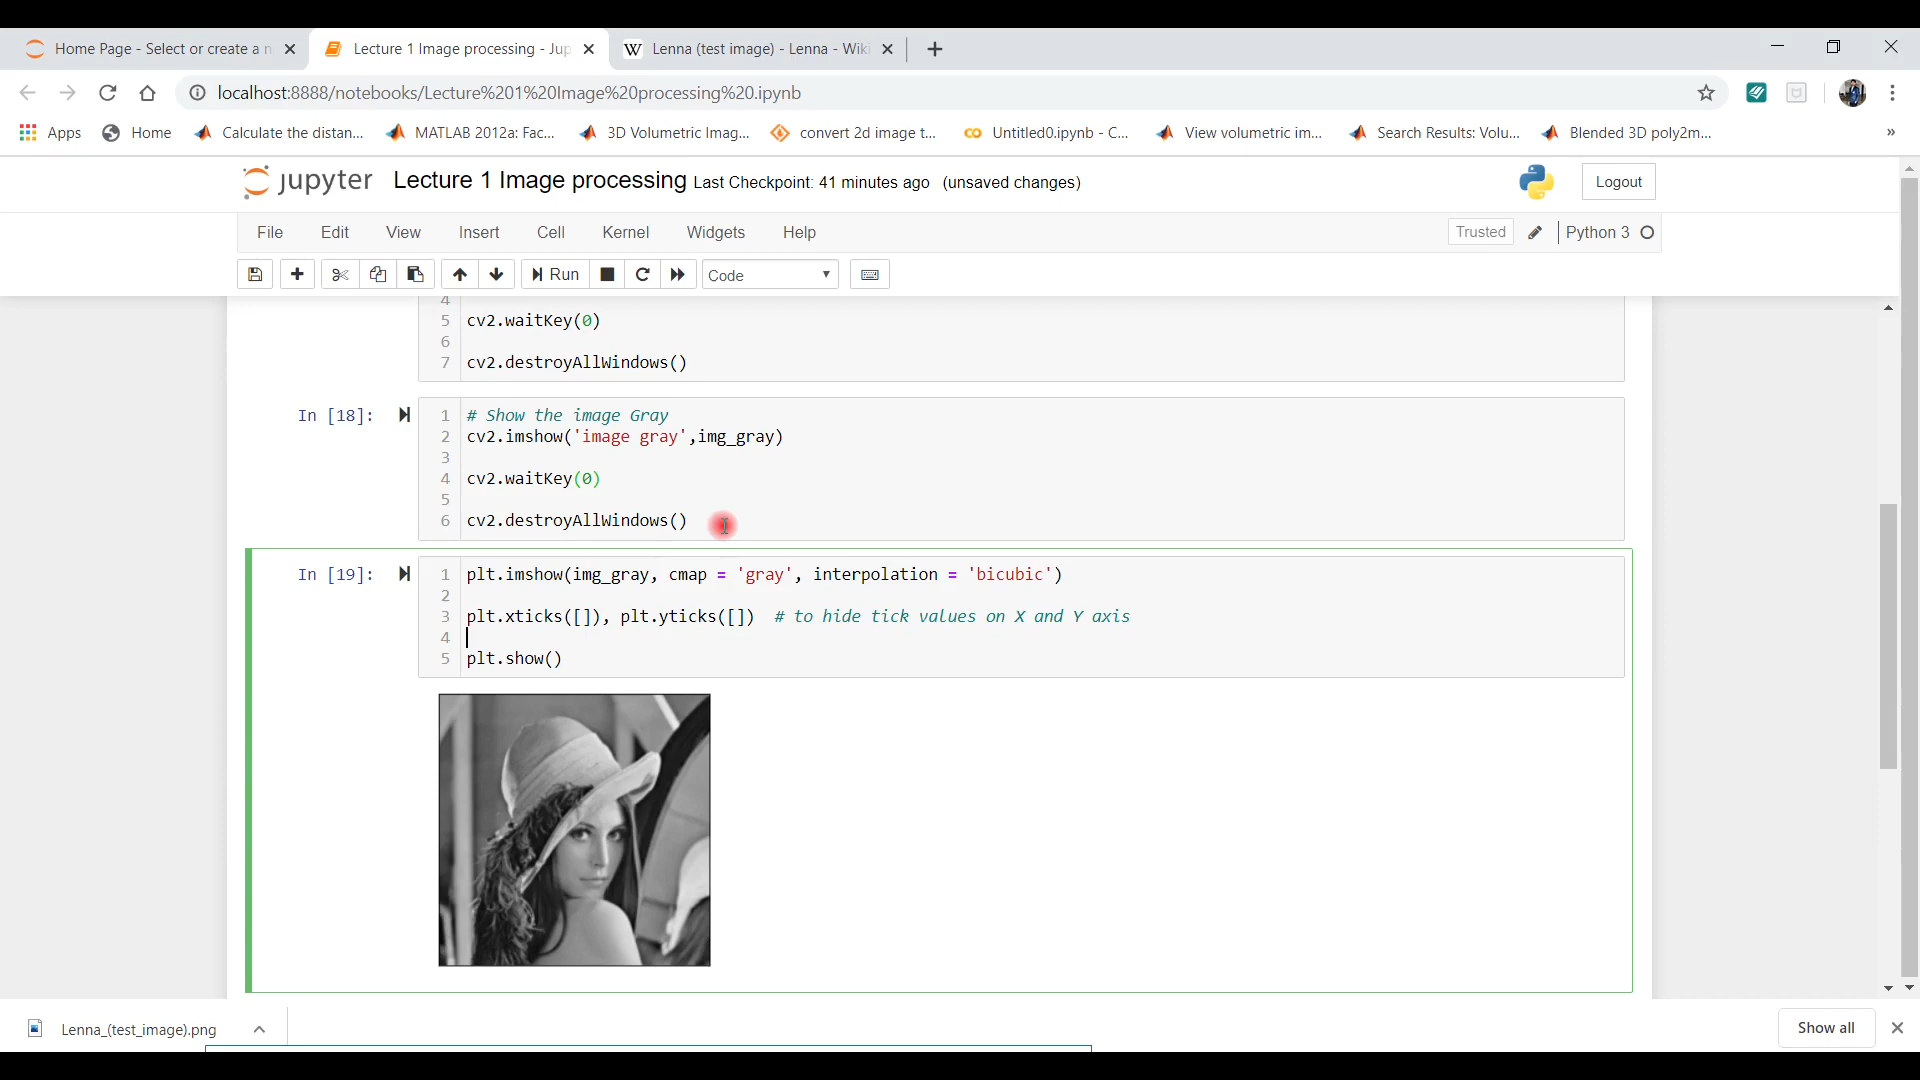 Home Page - Select or create a n
Lecture 1 Image processing - Jup
Lenna (test image) - Lenna - Wiki
localhost:8888/notebooks/Lecture%201%20Image%20processing%20.ipynb
Apps
Home
Calculate the distan...
MATLAB 2012a: Fac...
3D Volumetric Imag...
convert 2d image t...
Untitled0.ipynb - C...
View volumetric im...
Search Results: Volu...
Blended 3D poly2m...
»
jupyter Lecture 1 Image processing Last Checkpoint: 41 minutes ago (unsaved changes)
Logout
File Edit View Insert Cell Kernel Widgets Help
Trusted
Python 3
Run
Code
4
5 cv2.waitKey(0)
6
7 cv2.destroyAllWindows()
In [18]:
1 # Show the image Gray
2 cv2.imshow('image gray',img_gray)
3
4 cv2.waitKey(0)
5
6 cv2.destroyAllWindows()
In [19]:
1 plt.imshow(img_gray, cmap = 'gray', interpolation = 'bicubic')
2
3 plt.xticks([]), plt.yticks([]) # to hide tick values on X and Y axis
4
5 plt.show()
Lenna_(test_image).png
Show all